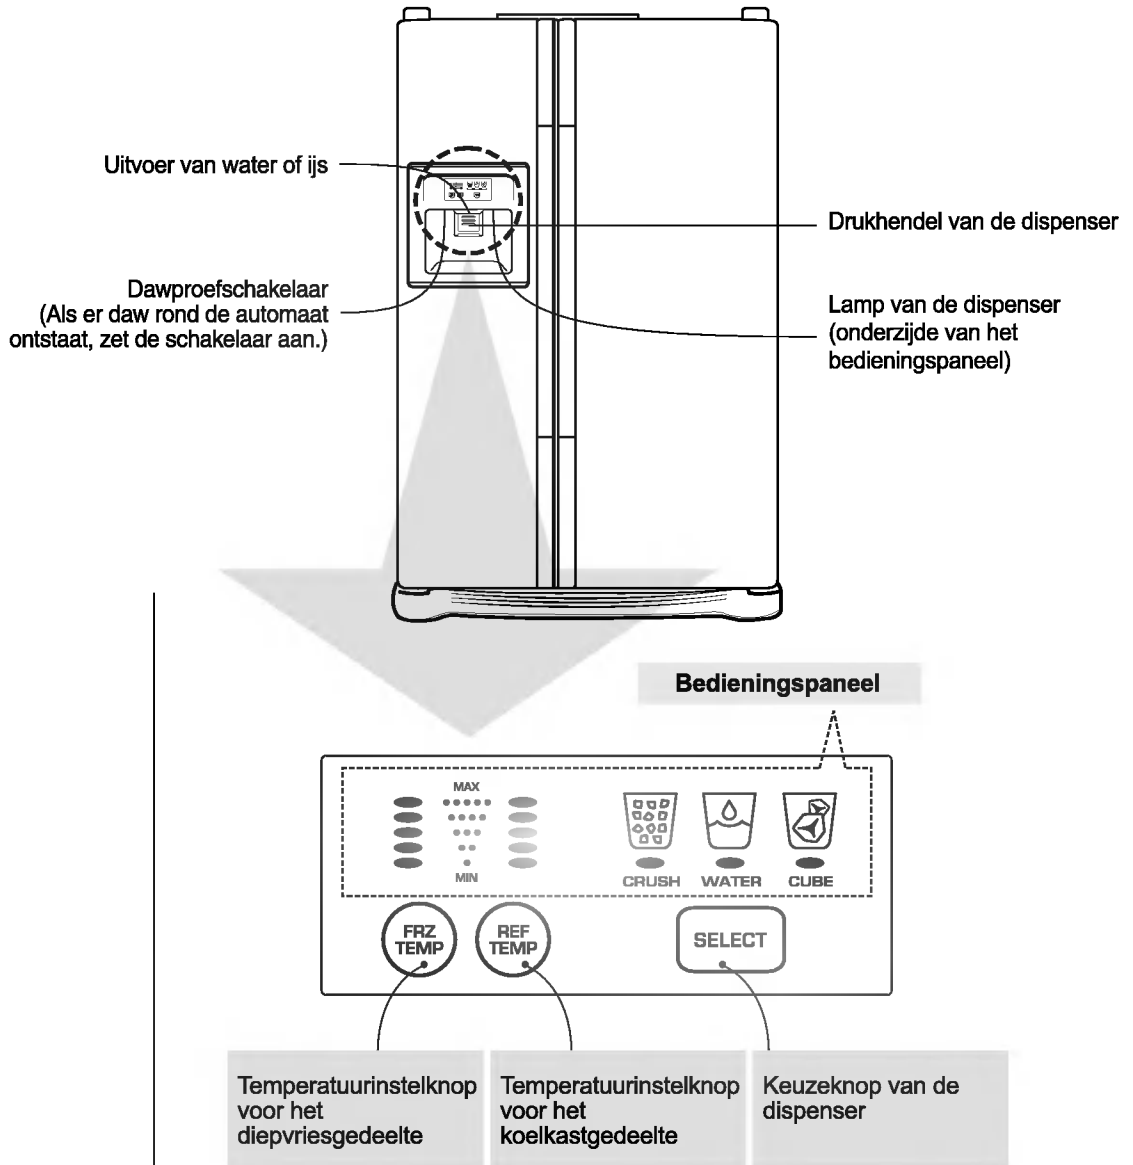 Uitvoer van water of ijs
Drukhendel van de dispenser
Dawproefschakelaar
(Als er daw rond de automaat
ontstaat, zet de schakelaar aan.)
Lamp van de dispenser
(onderzijde van het
bedieningspaneel)
Bedieningspaneel
MAX
MIN
CRUSH
WATER
CUBE
FRZ
TEMP
REF
TEMP
SELECT
Temperatuurinstelknop
voor het
diepvriesgedeelte
Temperatuurinstelknop
voor het
koelkastgedeelte
Keuzeknop van de
dispenser